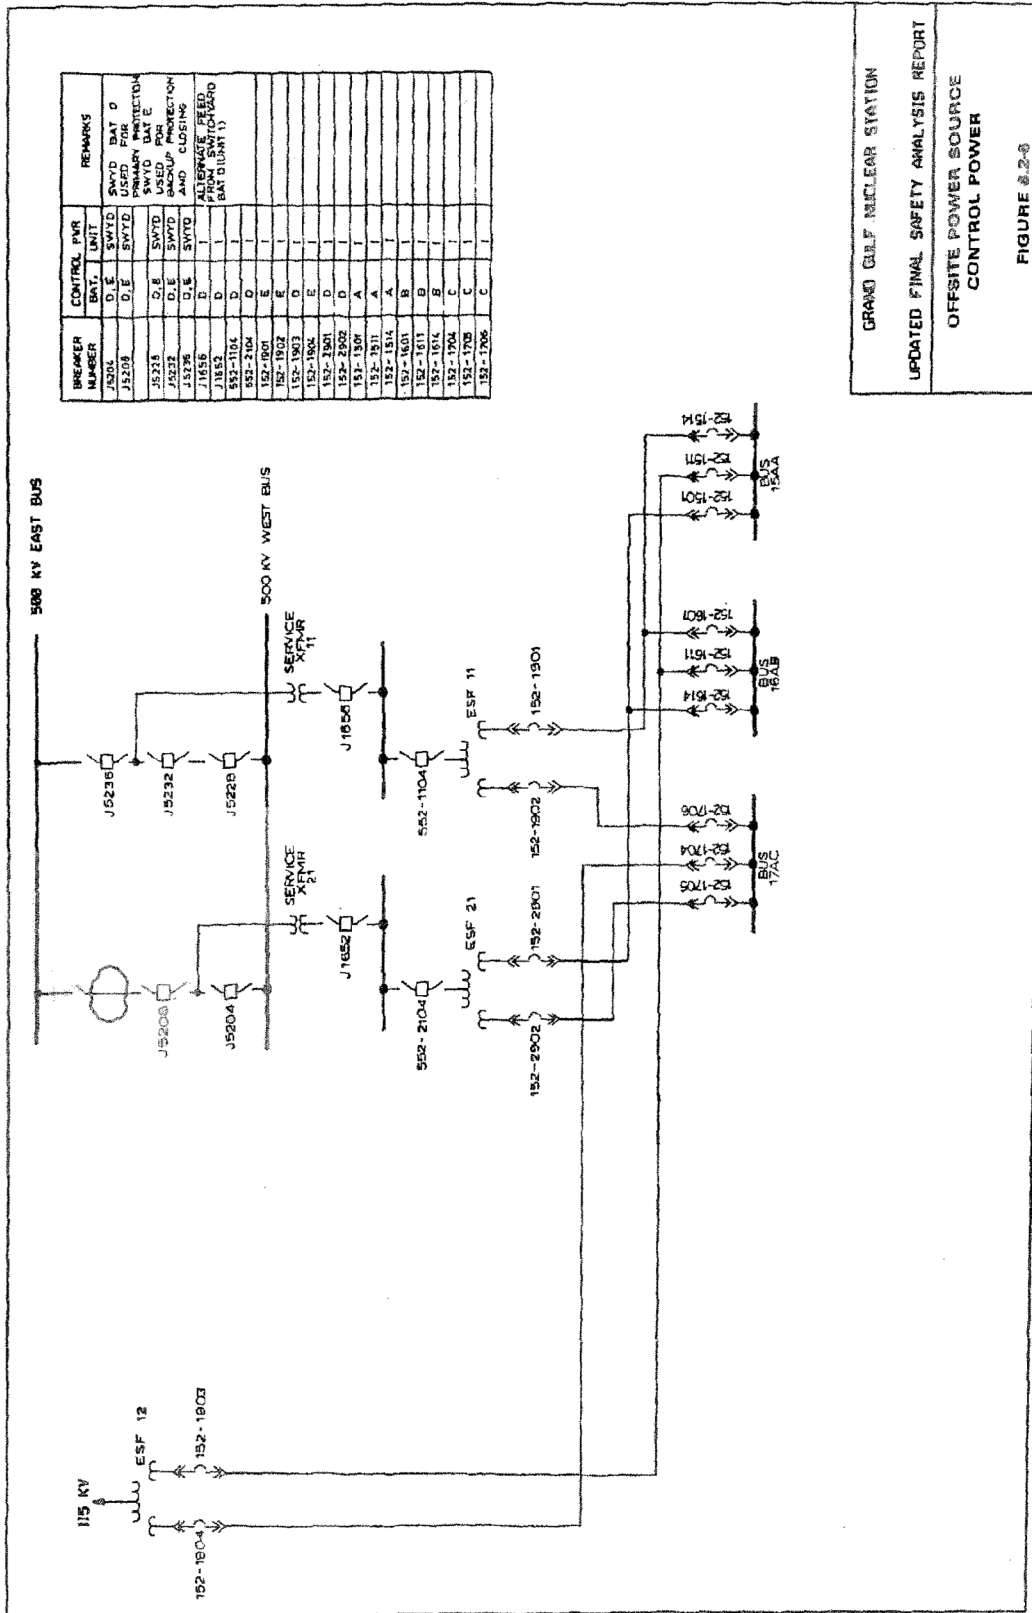 500 KV EAST BUS
J5236
J5232
J5228
J5208
J5204
500 KV WEST BUS
SERVICE
XFMR
11
J1656
SERVICE
XFMR
21
J1652
552-1104
ESF 11
152-1901
152-1902
552-2104
ESF 21
152-2901
152-2902
115 KV
ESF 12
152-1903
152-1904
152-1514
152-1511
152-1501
BUS
15AA
152-1601
152-1611
152-1614
BUS
16AB
152-1706
152-1704
152-1705
BUS
17AC
BREAKER NUMBER CONTROL PWR BAT. UNIT REMARKS
J5204 D,E SWYD SWYD BAT D
J5208 D,E SWYD USED FOR
PRIMARY PROTECTION
SWYD BAT E
J5228 D,E SWYD USED FOR
J5232 D,E SWYD BACKUP PROTECTION
J5236 D,E SWYD AND CLOSING
J1656 D 1 ALTERNATE FEED
J1652 D 1 FROM SWITCHYARD
552-1104 D 1 BAT D (UNIT 1)
552-2104 D 1
152-1901 E 1
152-1902 E 1
152-1903 D 1
152-1904 E 1
152-2901 D 1
152-2902 D 1
152-1501 A 1
152-1511 A 1
152-1514 A 1
152-1601 B 1
152-1611 B 1
152-1614 B 1
152-1704 C 1
152-1705 C 1
152-1706 C 1
GRAND GULF NUCLEAR STATION
UPDATED FINAL SAFETY ANALYSIS REPORT
OFFSITE POWER SOURCE
CONTROL POWER
FIGURE 8.2-6